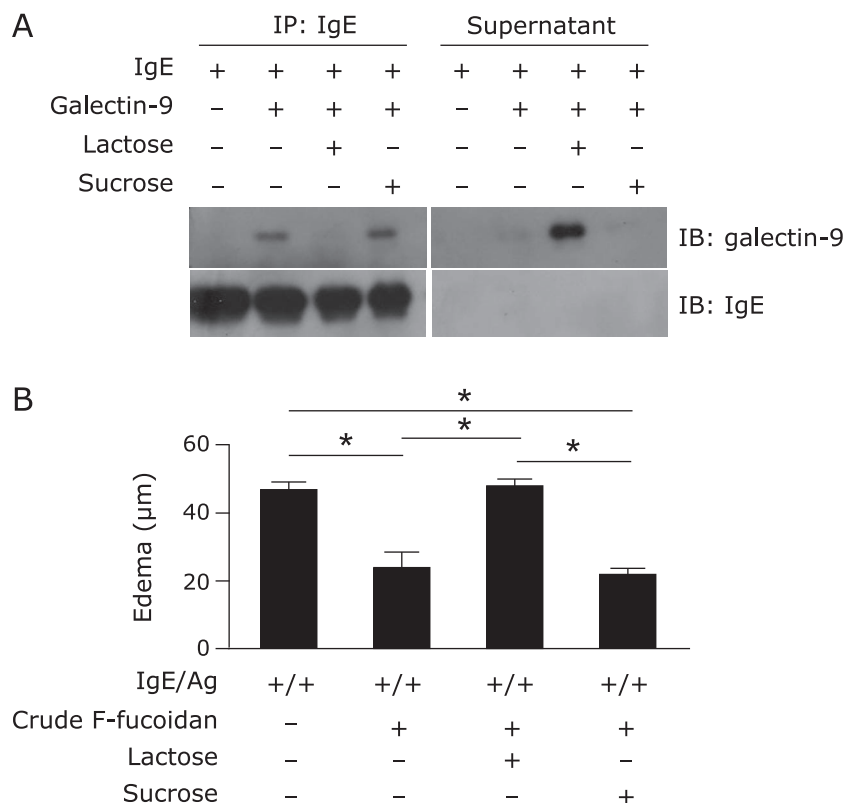 A
IP: IgE Supernatant
IgE + + + + + + + +
Galectin-9 – + + + – + + +
Lactose – – + – – – + –
Sucrose – – – + – – – +
IB: galectin-9
IB: IgE
B
*
* * *
60
40
20
0
Edema (μm)
IgE/Ag +/+ +/+ +/+ +/+
Crude F-fucoidan – + + +
Lactose – – + –
Sucrose – – – +